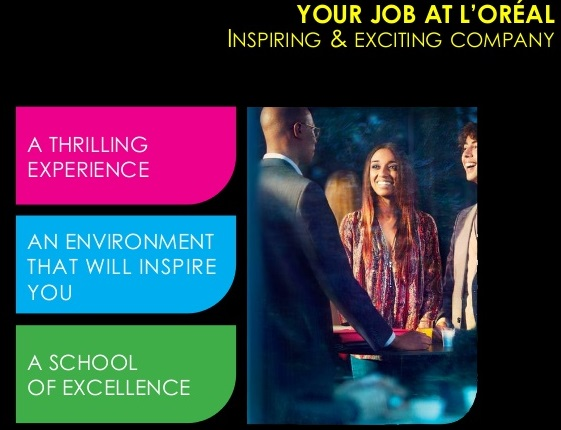 YOUR JOB AT L'ORÉAL
INSPIRING & EXCITING COMPANY
A THRILLING
EXPERIENCE
AN ENVIRONMENT
THAT WILL INSPIRE
YOU
A SCHOOL
OF EXCELLENCE